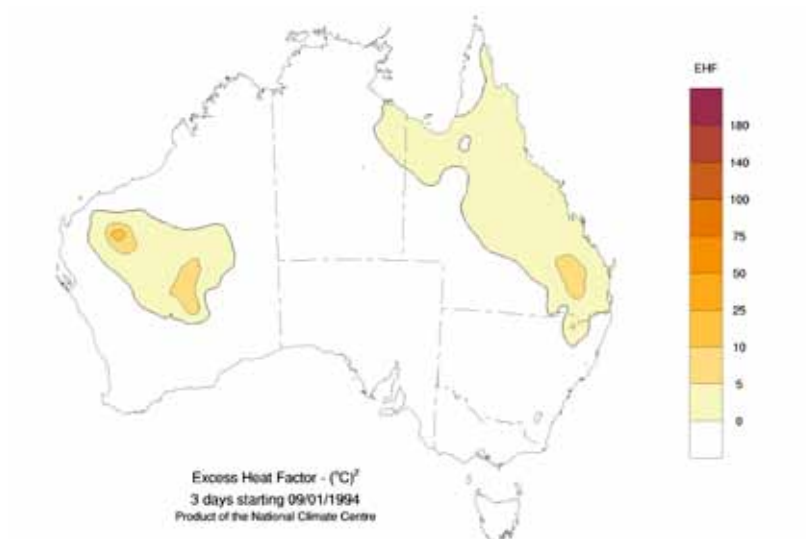 EHF
180
140
100
75
50
25
10
5
0
Excess Heat Factor - (°C)²
3 days starting 09/01/1994
Product of the National Climate Centre